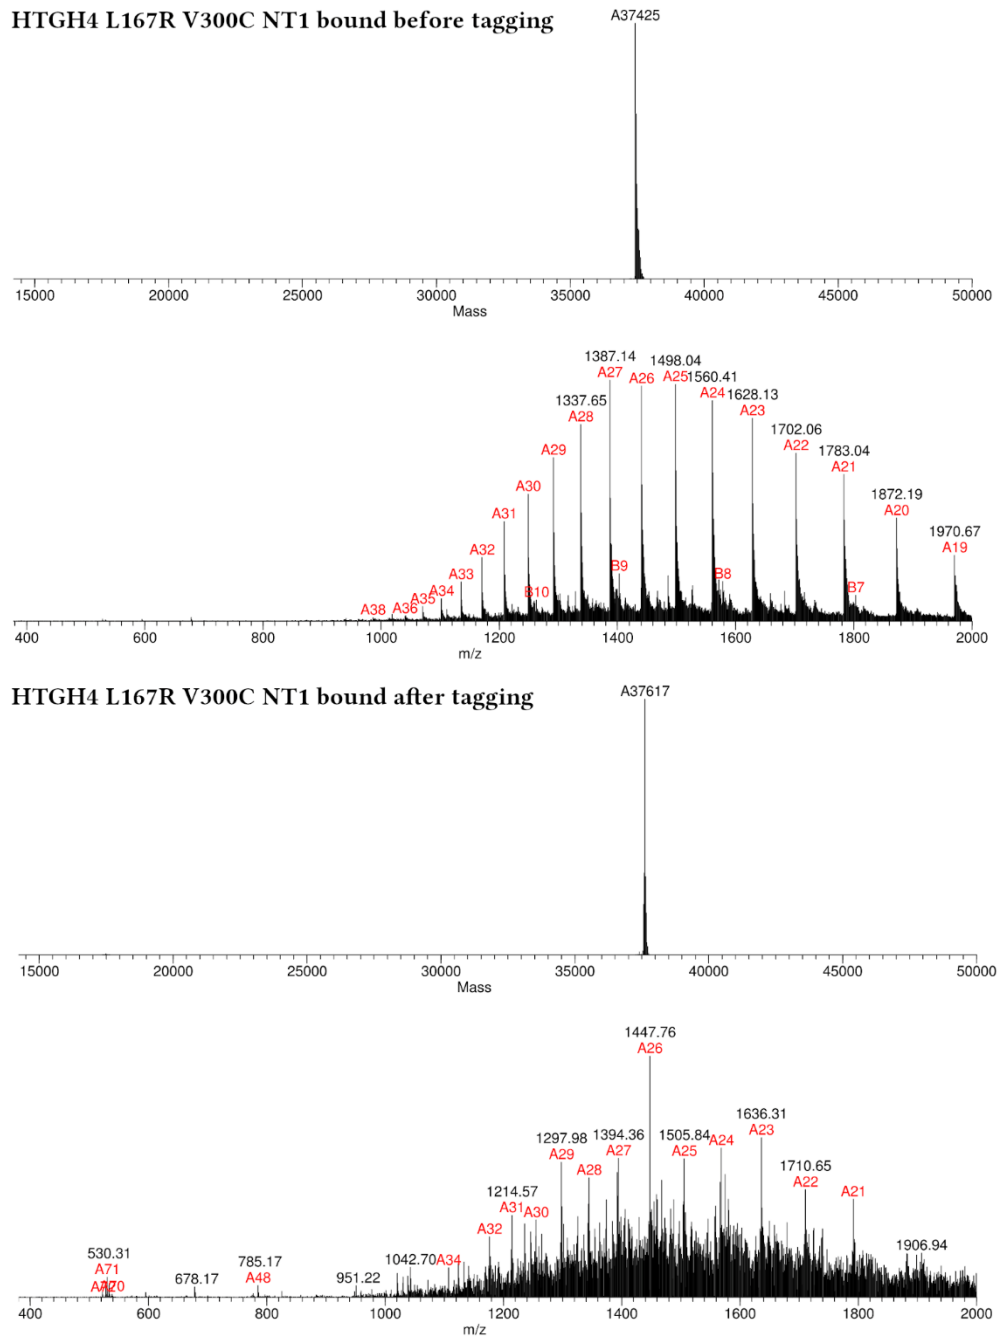 HTGH4 L167R V300C NT1 bound before tagging
A37425
15000 20000 25000 30000 35000 40000 45000 50000
Mass
1387.14 1498.04
A27 A26 A25 1560.41
A24 1628.13
1337.65 A23
A28 1702.06
A22 1783.04
A29 A21
A30 1872.19
A31 A20
A32 1970.67
A33 B9 B8 A19
A38 A36 A35 A34 B10 B7
400 600 800 1000 1200 1400 1600 1800 2000
m/z
HTGH4 L167R V300C NT1 bound after tagging
A37617
15000 20000 25000 30000 35000 40000 45000 50000
Mass
1447.76
A26
1297.98 1394.36 1505.84 1636.31
A29 A27 A25 A24 A23
A28 1710.65
1214.57 A22 A21
A31 A30
A32
530.31 785.17 1042.70 A34 1906.94
A71 678.17 A48 951.22
A70
400 600 800 1000 1200 1400 1600 1800 2000
m/z